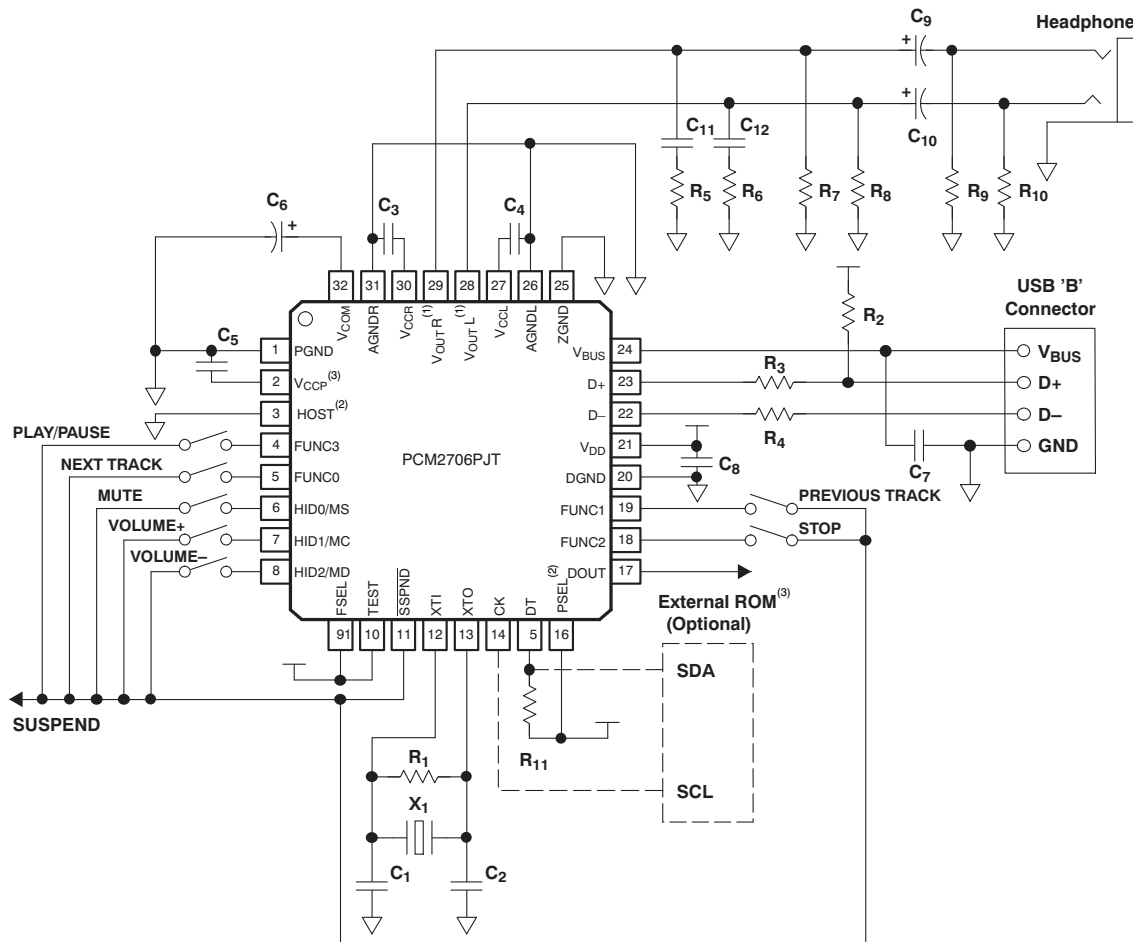 C9
Headphone
+
+
C11
C12
C10
R5
R6
R7
R8
R9
R10
C6
+
C3
C4
32
31
30
29
28
27
26
25
VCOM
AGNDR
VCCR
VOUTR(1)
VOUTL(1)
VCCL
AGNDL
ZGND
USB 'B'
Connector
R2
C5
1
PGND
VBUS
24
VBUS
2
VCCP(3)
D+
23
R3
D+
3
HOST(2)
D–
22
R4
D–
PLAY/PAUSE
4
FUNC3
VDD
21
C8
C7
GND
PCM2706PJT
NEXT TRACK
5
FUNC0
DGND
20
MUTE
6
HID0/MS
FUNC1
19
PREVIOUS TRACK
VOLUME+
7
HID1/MC
FUNC2
18
STOP
VOLUME–
8
HID2/MD
DOUT
17
FSEL
TEST
SSPND
XTI
XTO
CK
DT
PSEL(2)
91
10
11
12
13
14
5
16
External ROM(3)
(Optional)
SDA
SUSPEND
R11
R1
SCL
X1
C1
C2